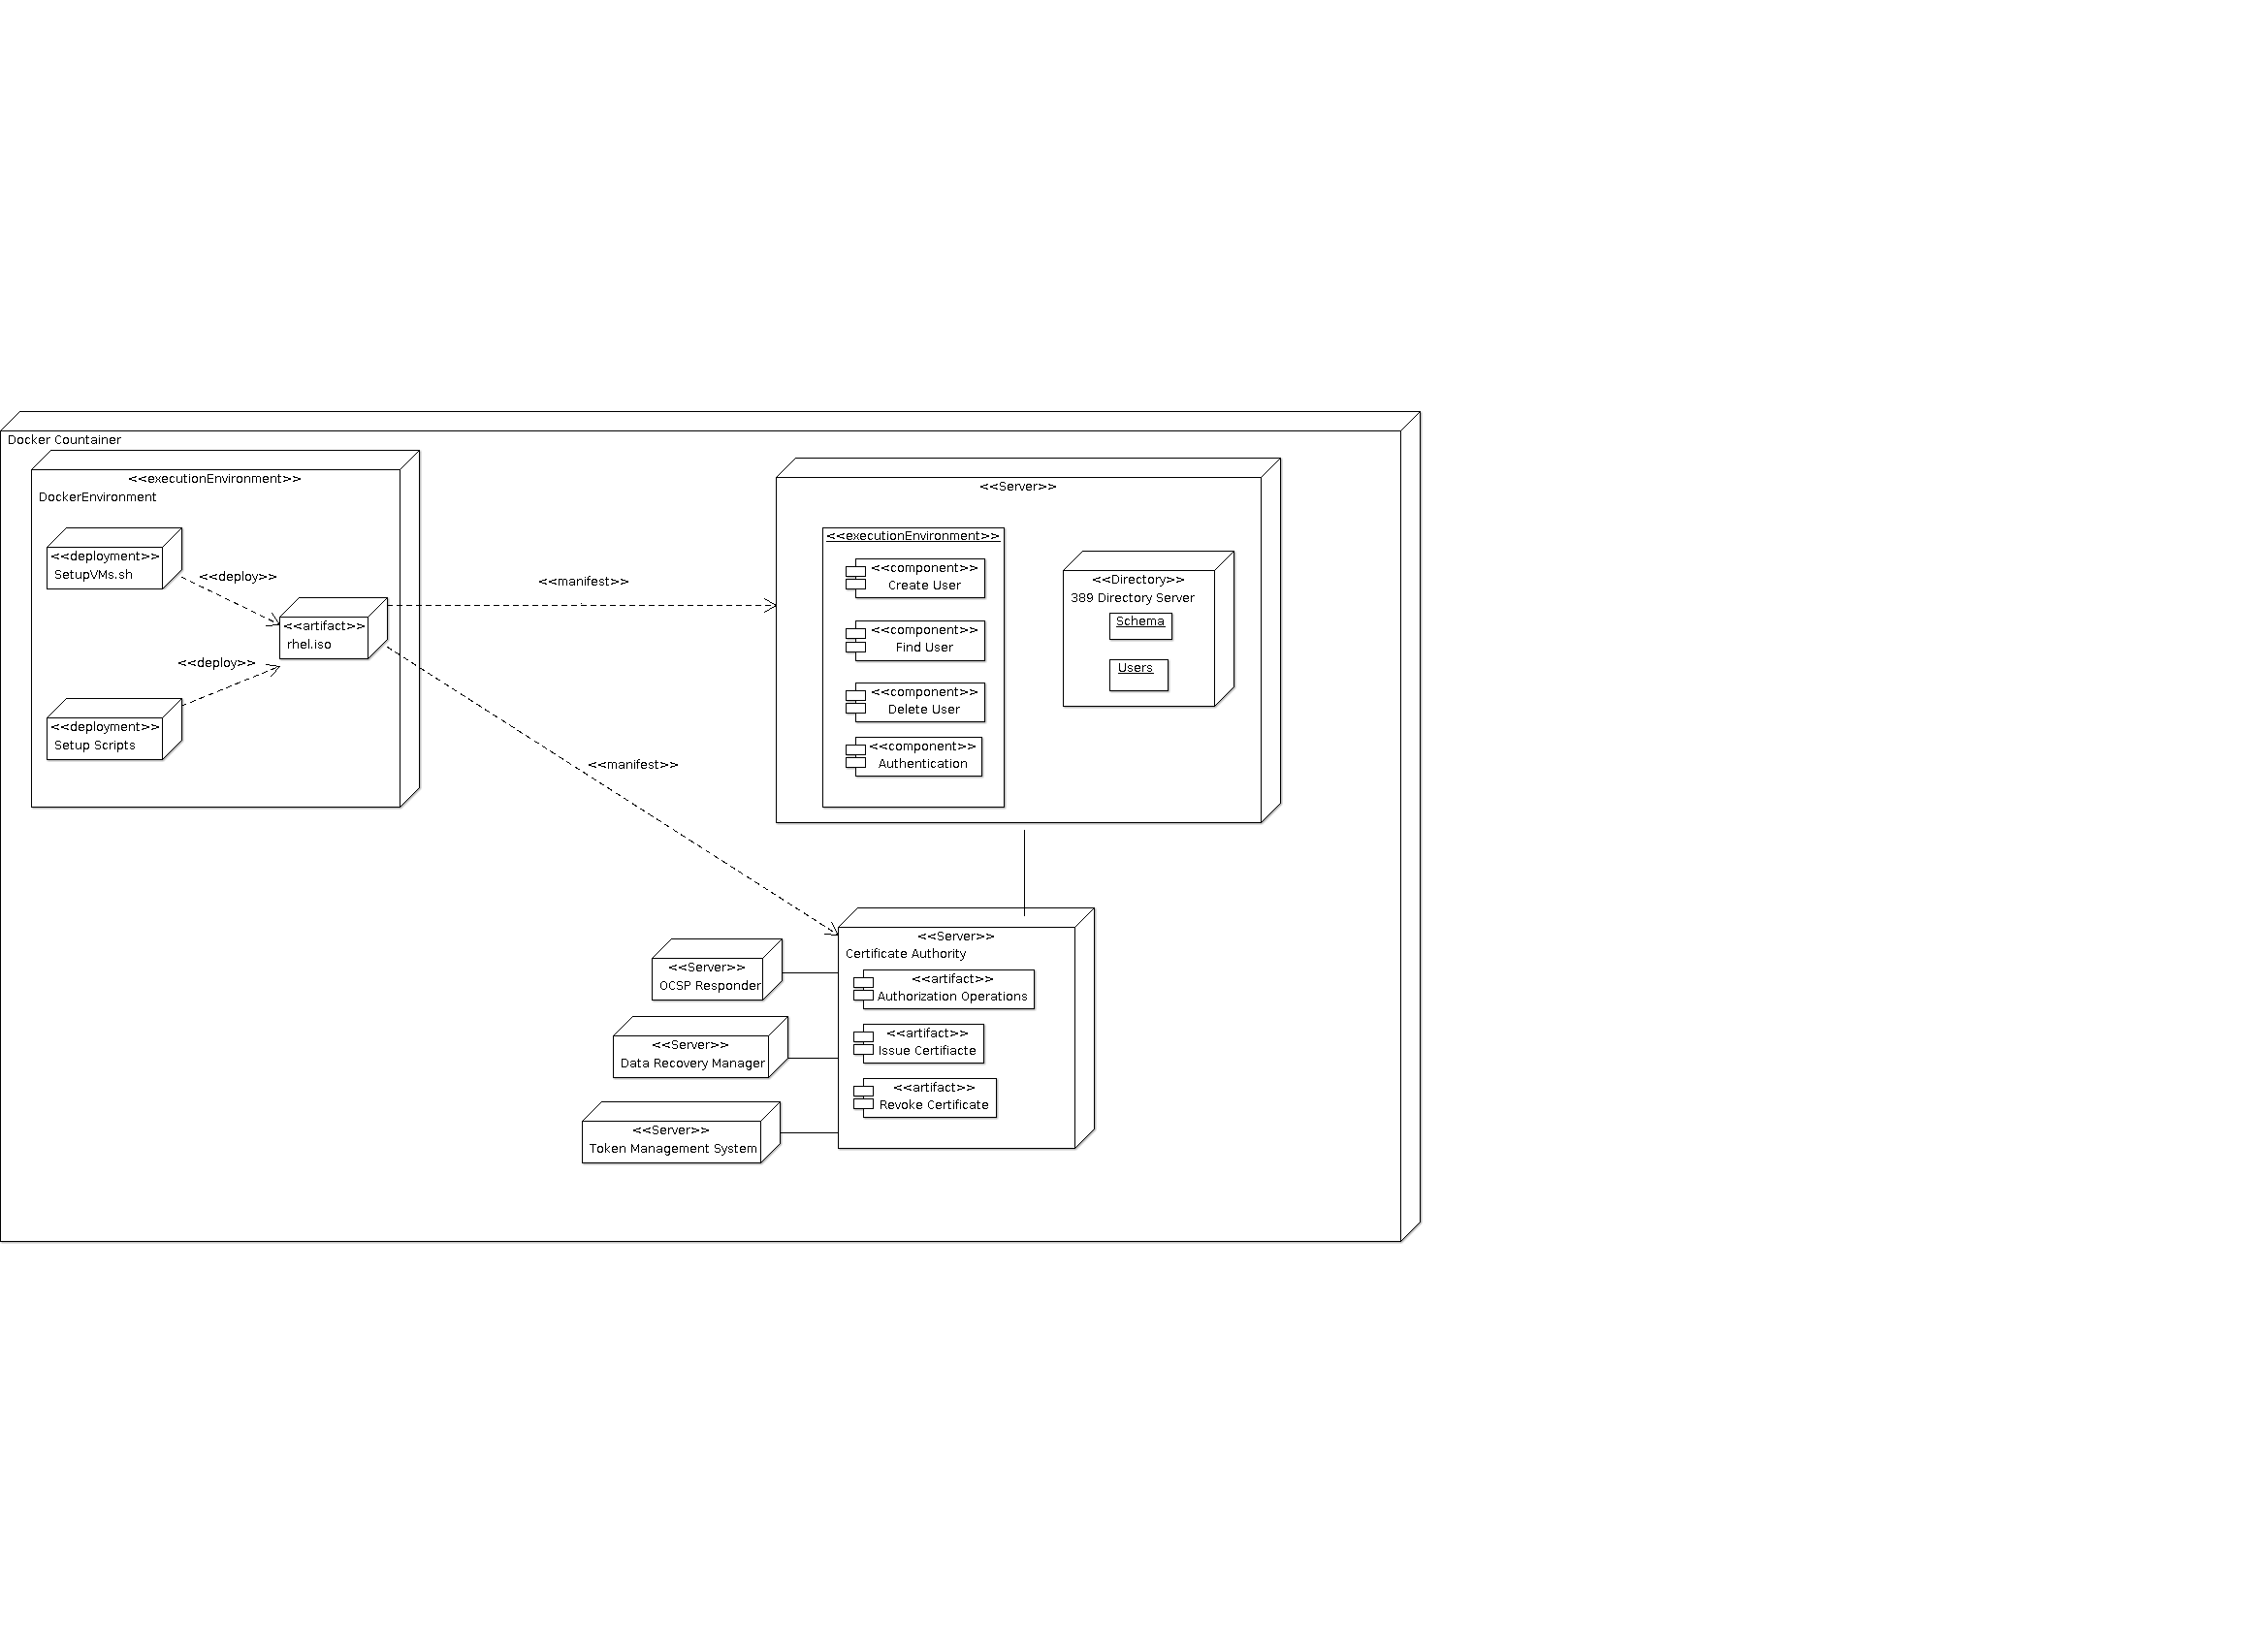 Docker Countainer
<<executionEnvironment>>
DockerEnvironment
<<deployment>>
SetupVMs.sh
<<deploy>>
<<artifact>>
rhel.iso
<<deploy>>
<<deployment>>
Setup Scripts
<<manifest>>
<<manifest>>
<<Server>>
<<executionEnvironment>>
<<component>>
Create User
<<component>>
Find User
<<component>>
Delete User
<<component>>
Authentication
<<Directory>>
389 Directory Server
Schema
Users
<<Server>>
Certificate Authority
<<artifact>>
Authorization Operations
<<artifact>>
Issue Certifiacte
<<artifact>>
Revoke Certificate
<<Server>>
OCSP Responder
<<Server>>
Data Recovery Manager
<<Server>>
Token Management System